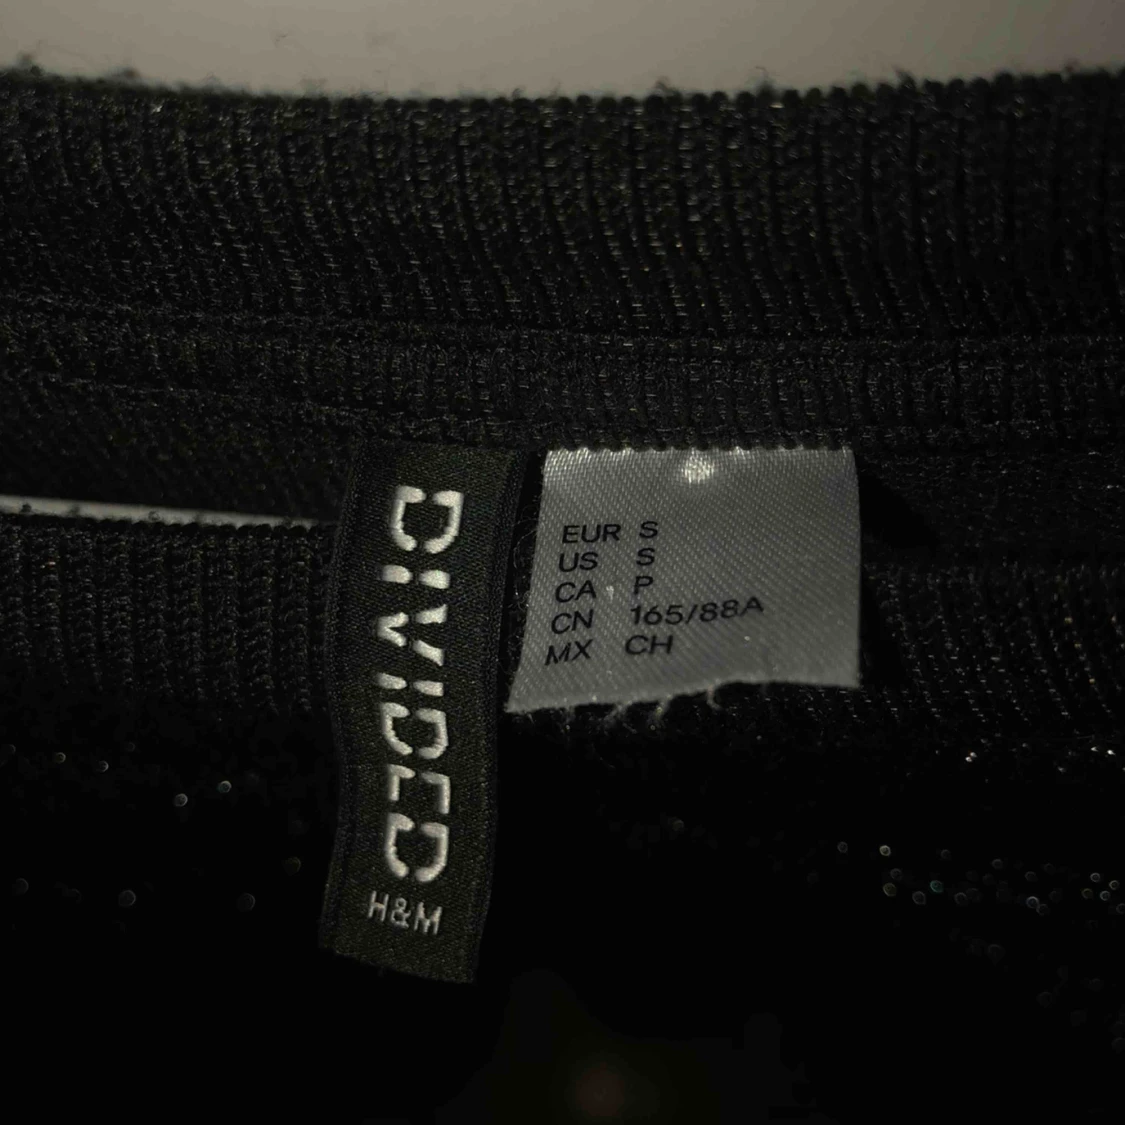 DIVIDED
H&M
EUR S
US S
CA P
CN 165/88A
MX CH